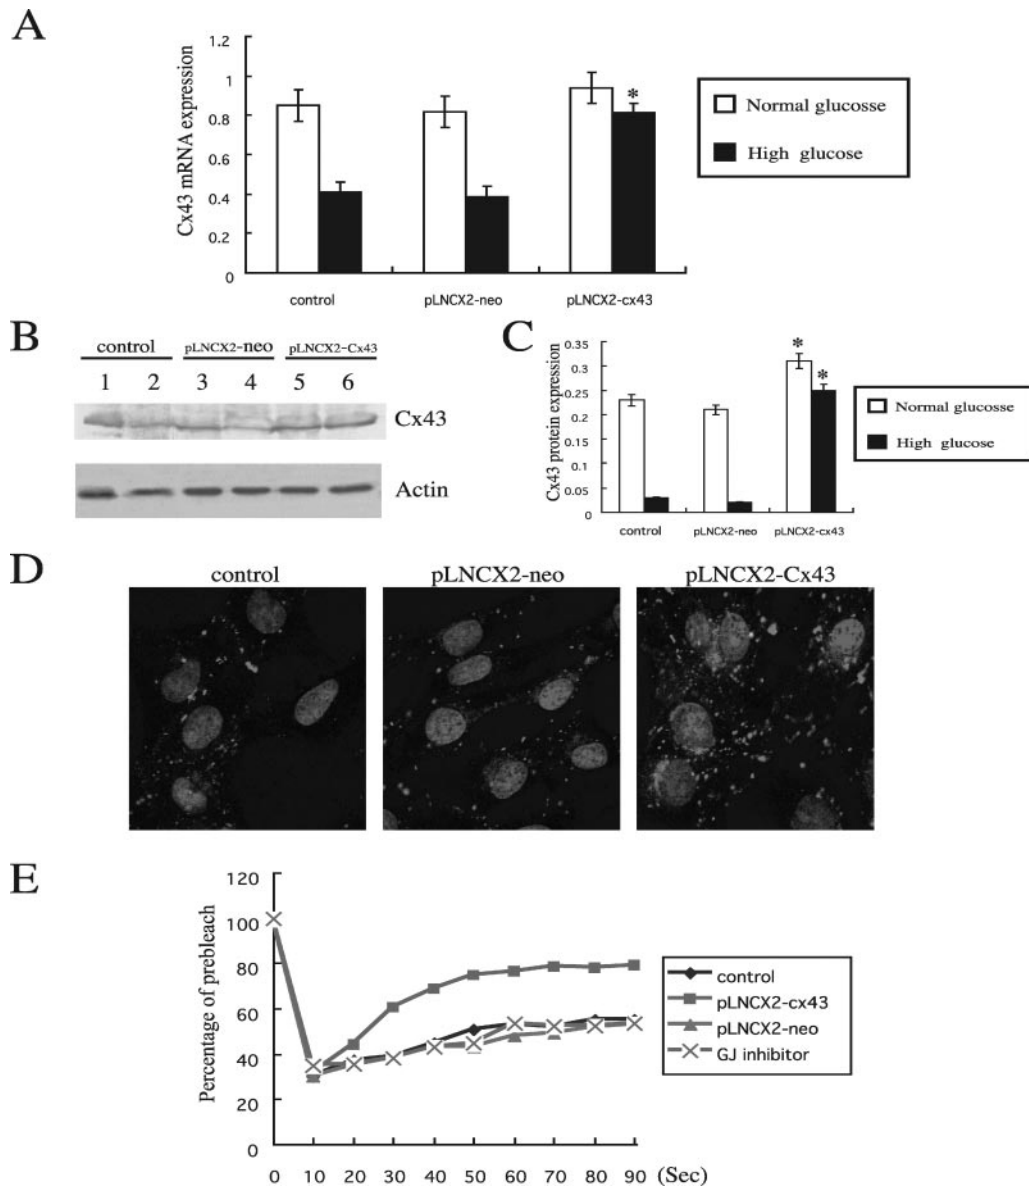 A
Cx43 mRNA expression
1.2
1
0.8
0.6
0.4
0.2
0
*
control
pLNCX2-neo
pLNCX2-cx43
Normal glucosse
High glucose
B
control
pLNCX2-neo
pLNCX2-Cx43
1 2 3 4 5 6
Cx43
Actin
C
Cx43 protein expression
0.35
0.3
0.25
0.2
0.15
0.1
0.05
0
*
*
control
pLNCX2-neo
pLNCX2-cx43
Normal glucosse
High glucose
D
control
pLNCX2-neo
pLNCX2-Cx43
E
Percentage of prebleach
120
100
80
60
40
20
0
0 10 20 30 40 50 60 70 80 90 (Sec)
control
pLNCX2-cx43
pLNCX2-neo
GJ inhibitor